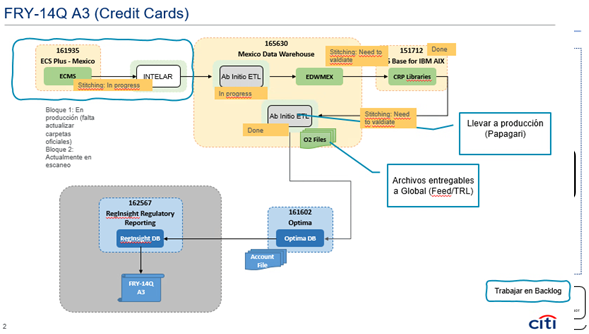 FRY-14Q A3 (Credit Cards)
161935
ECS Plus - Mexico
ECMS
Stitching: In progress
INTELAR
165630
Mexico Data Warehouse
Ab Initio ETL
In progress
EDWMEX
Stitching: Need to
validate
151712
Done
Base for IBM AIX
CRP Libraries
Ab Initio ETL
Done
O2 Files
Stitching: Need
to validate
Bloque 1: En
producción (falta
actualizar
carpetas
oficiales)
Bloque 2:
Actualmente en
escaneo
Llevar a producción
(Papagari)
Archivos entregables
a Global (Feed/TRL)
162567
RegInsight Regulatory
Reporting
RegInsight DB
FRY-14Q
A3
161602
Optima
Optima DB
Account
File
Trabajar en Backlog
2
citi